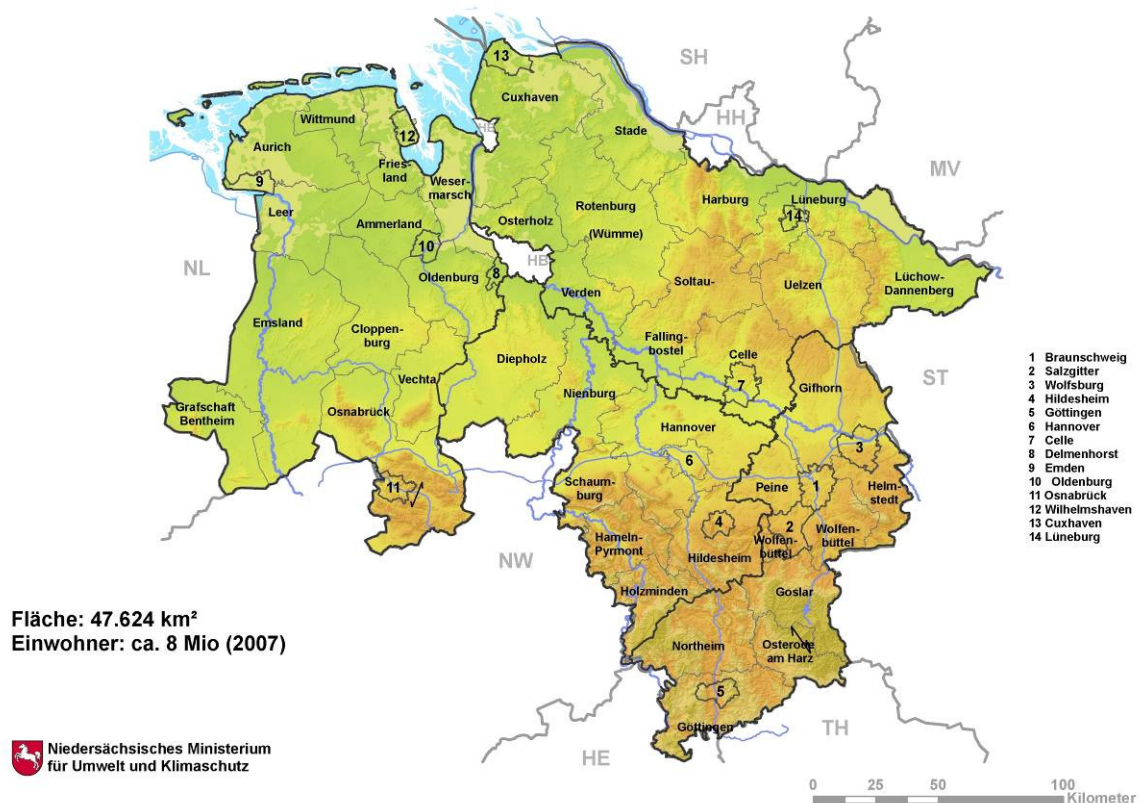 SH
13
Cuxhaven
HB
HH
Wittmund
12
Stade
Aurich
MV
Fries-
land
Weser-
marsch
9
Harburg
Lüneburg
Leer
Rotenburg
(Wümme)
14
Osterholz
Ammerland
10
HB
NL
Oldenburg
8
Soltau-
Uelzen
Lüchow-
Dannenberg
Verden
Emsland
Cloppen-
burg
Falling-
bostel
Celle
Diepholz
ST
Vechta
7
Gifhorn
Nienburg
Grafschaft
Bentheim
Osnabrück
Hannover
3
6
11
Schaum-
burg
Peine
1
Helm-
stedt
4
2
Wolfen-
büttel
Wolfen-
büttel
Hameln-
Pyrmont
NW
Hildesheim
Holzminden
Goslar
Northeim
Osterode
am Harz
5
Göttingen
TH
HE
1 Braunschweig
2 Salzgitter
3 Wolfsburg
4 Hildesheim
5 Göttingen
6 Hannover
7 Celle
8 Delmenhorst
9 Emden
10 Oldenburg
11 Osnabrück
12 Wilhelmshaven
13 Cuxhaven
14 Lüneburg
Fläche: 47.624 km²
Einwohner: ca. 8 Mio (2007)
Niedersächsisches Ministerium
für Umwelt und Klimaschutz
0 25 50 100
Kilometer